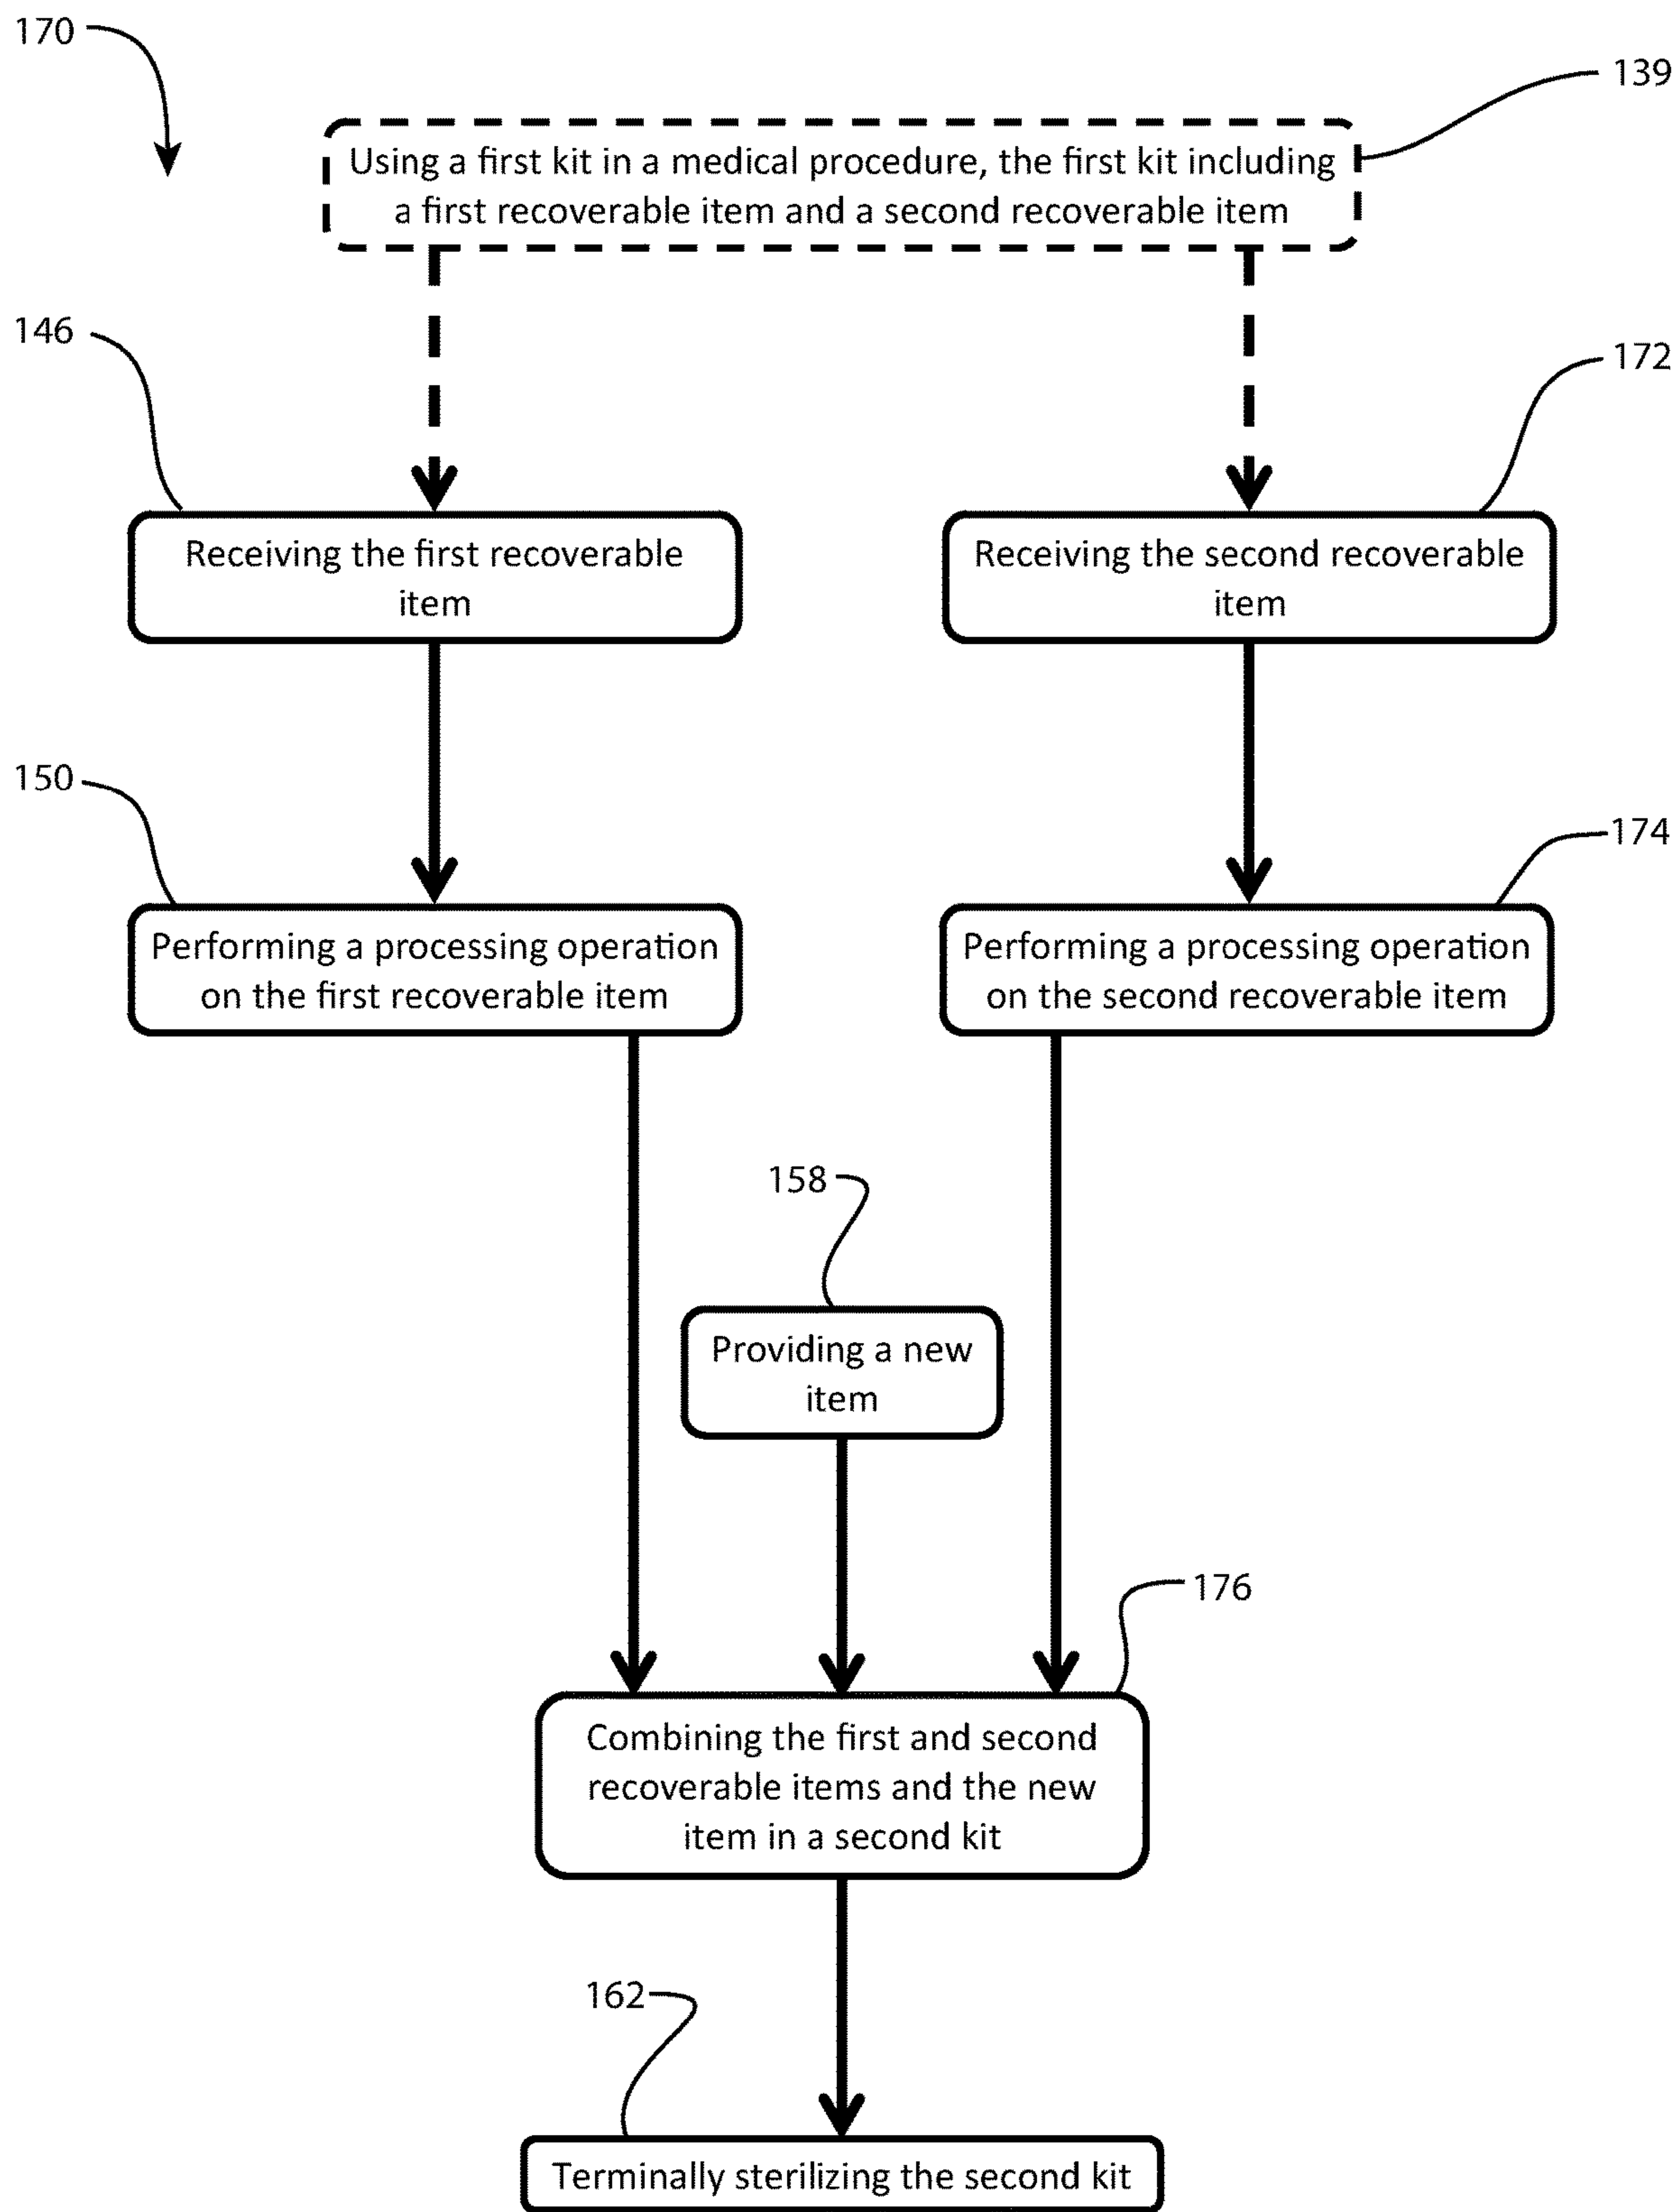 170
139
Using a first kit in a medical procedure, the first kit including
a first recoverable item and a second recoverable item
146
172
Receiving the first recoverable
item
Receiving the second recoverable
item
150
174
Performing a processing operation
on the first recoverable item
Performing a processing operation
on the second recoverable item
158
Providing a new
item
176
Combining the first and second
recoverable items and the new
item in a second kit
162
Terminally sterilizing the second kit